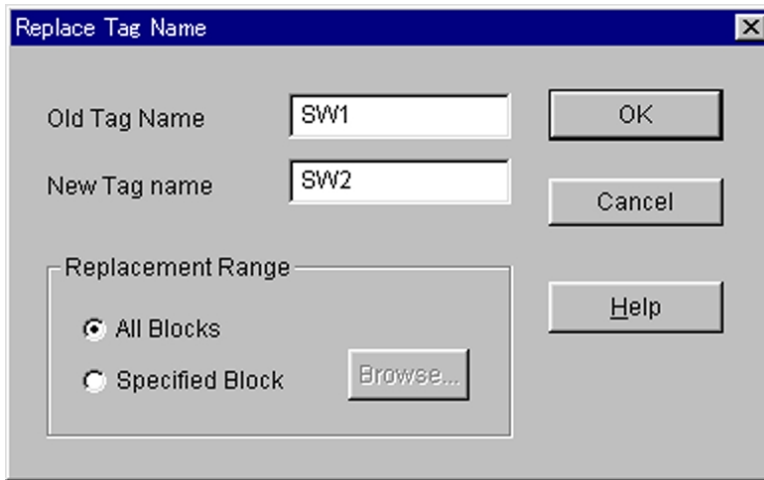 Replace Tag Name
Old Tag Name SW1 OK
New Tag name SW2
Cancel
Replacement Range
Help
All Blocks
Specified Block Browse...